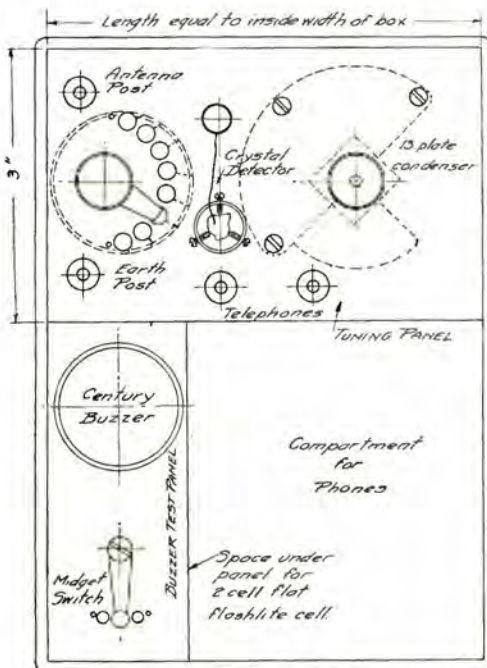 Length equal to inside width of box
Antenna
Post
3"
Crystal
Detector
13 plate
condenser
Earth
Post
Telephones
TUNING PANEL
Century
Buzzer
BUZZER TEST PANEL
Compartment
for
Phones
Midget
Switch
Space under
panel for
2 cell flat
flashlite cell.